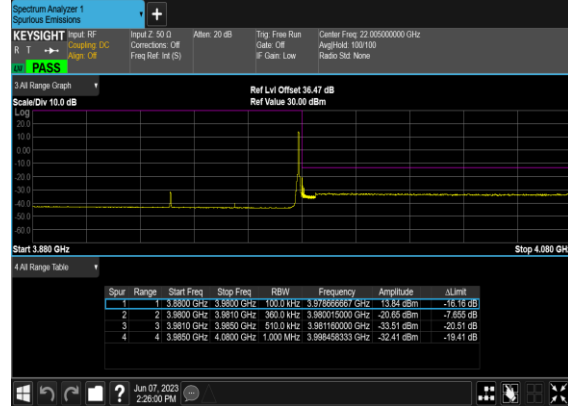 Spectrum Analyzer 1
Spurious Emissions
+
KEYSIGHT Input: RF Input Z: 50 Ω Atten: 20 dB Trig: Free Run Center Freq: 22.005000000 GHz
R T Coupling: DC Corrections: Off Gate: Off Avg|Hold: 100/100
Align: Off Freq Ref: Int (S) IF Gain: Low Radio Std: None
PASS
3 All Range Graph
Ref Lvl Offset 36.47 dB
Scale/Div 10.0 dB Ref Value 30.00 dBm
Log
20.0
10.0
0.00
-10.0
-20.0
-30.0
-40.0
-50.0
-60.0
Start 3.880 GHz Stop 4.080 GHz
4 All Range Table
Spur Range Start Freq Stop Freq RBW Frequency Amplitude ΔLimit
1 1 3.8800 GHz 3.9800 GHz 100.0 kHz 3.978666667 GHz 13.84 dBm -16.16 dB
2 2 3.9800 GHz 3.9810 GHz 360.0 kHz 3.980015000 GHz -20.65 dBm -7.655 dB
3 3 3.9810 GHz 3.9850 GHz 510.0 kHz 3.981160000 GHz -33.51 dBm -20.51 dB
4 4 3.9850 GHz 4.0800 GHz 1.000 MHz 3.998458333 GHz -32.41 dBm -19.41 dB
? Jun 07, 2023
2:26:00 PM